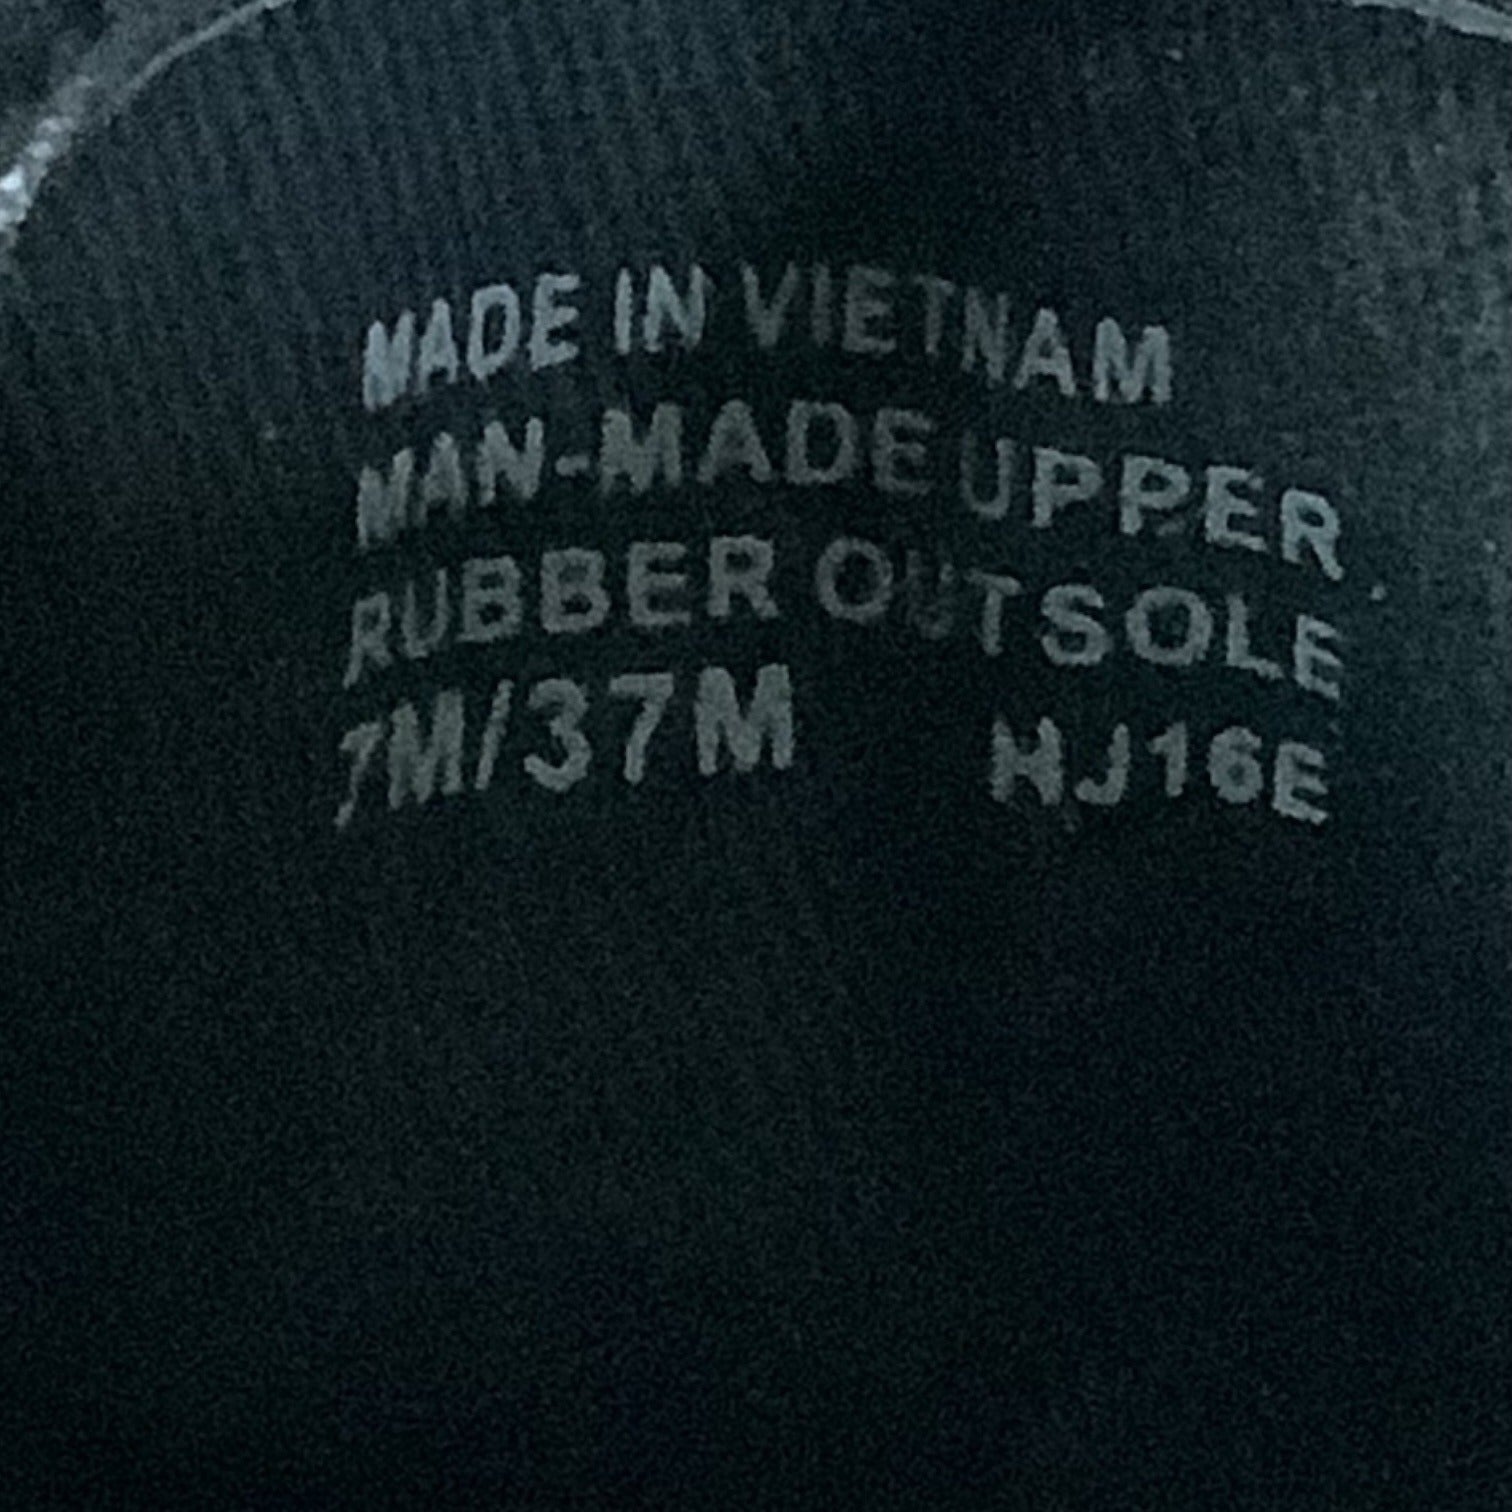 MADE IN VIETNAM
MAN-MADE UPPER
RUBBER OUTSOLE
7M/37M HJ16E